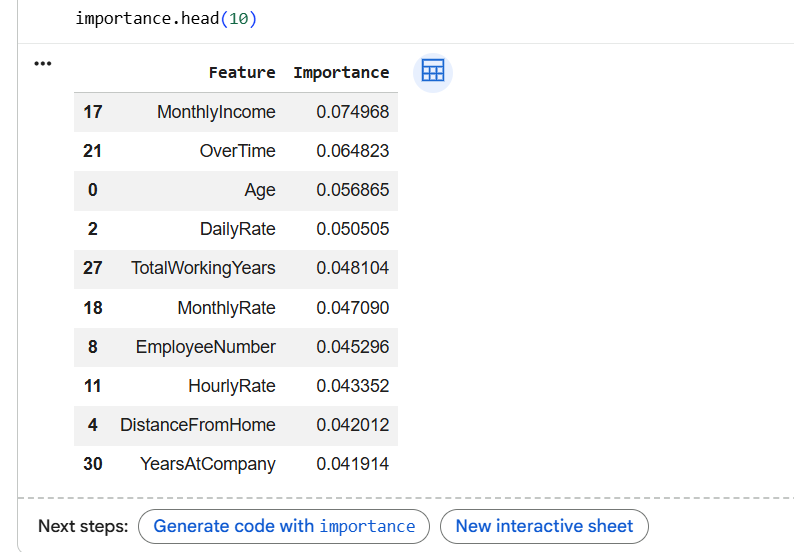 importance.head(10)
Feature Importance
17 MonthlyIncome 0.074968
21 OverTime 0.064823
0 Age 0.056865
2 DailyRate 0.050505
27 TotalWorkingYears 0.048104
18 MonthlyRate 0.047090
8 EmployeeNumber 0.045296
11 HourlyRate 0.043352
4 DistanceFromHome 0.042012
30 YearsAtCompany 0.041914
Next steps: Generate code with importance New interactive sheet